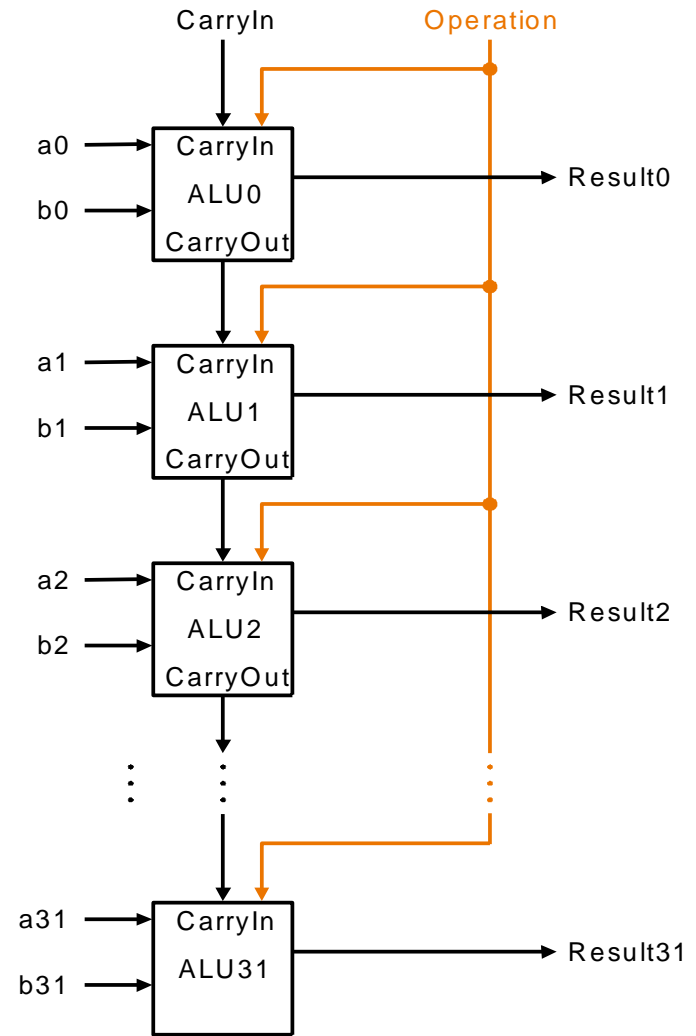 CarryIn Operation
a0 CarryIn
ALU0 Result0
b0
CarryOut
a1 CarryIn
ALU1 Result1
b1
CarryOut
a2 CarryIn
ALU2 Result2
b2
CarryOut
a31 CarryIn
ALU31 Result31
b31